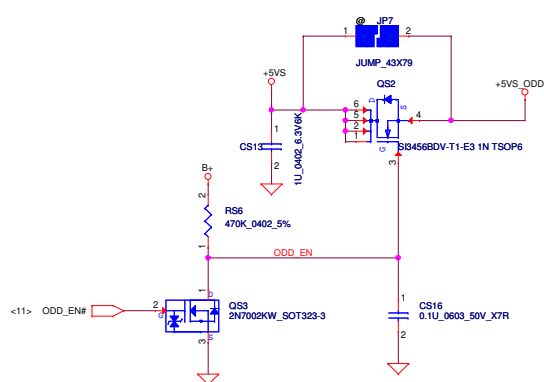 @ JP7
1 2
JUMP_43X79
+5VS
QS2
+5VS_ODD
D
S
6
5
2
1
4
G
SI3456BDV-T1-E3 1N TSOP6
3
1
CS13
2
1U_0402_6.3V6K
B+
2
RS6
470K_0402_5%
1
ODD_EN
1
D
QS3
2N7002KW_SOT323-3
<11> ODD_EN#
2
G
S
3
1
CS16
0.1U_0603_50V_X7R
2